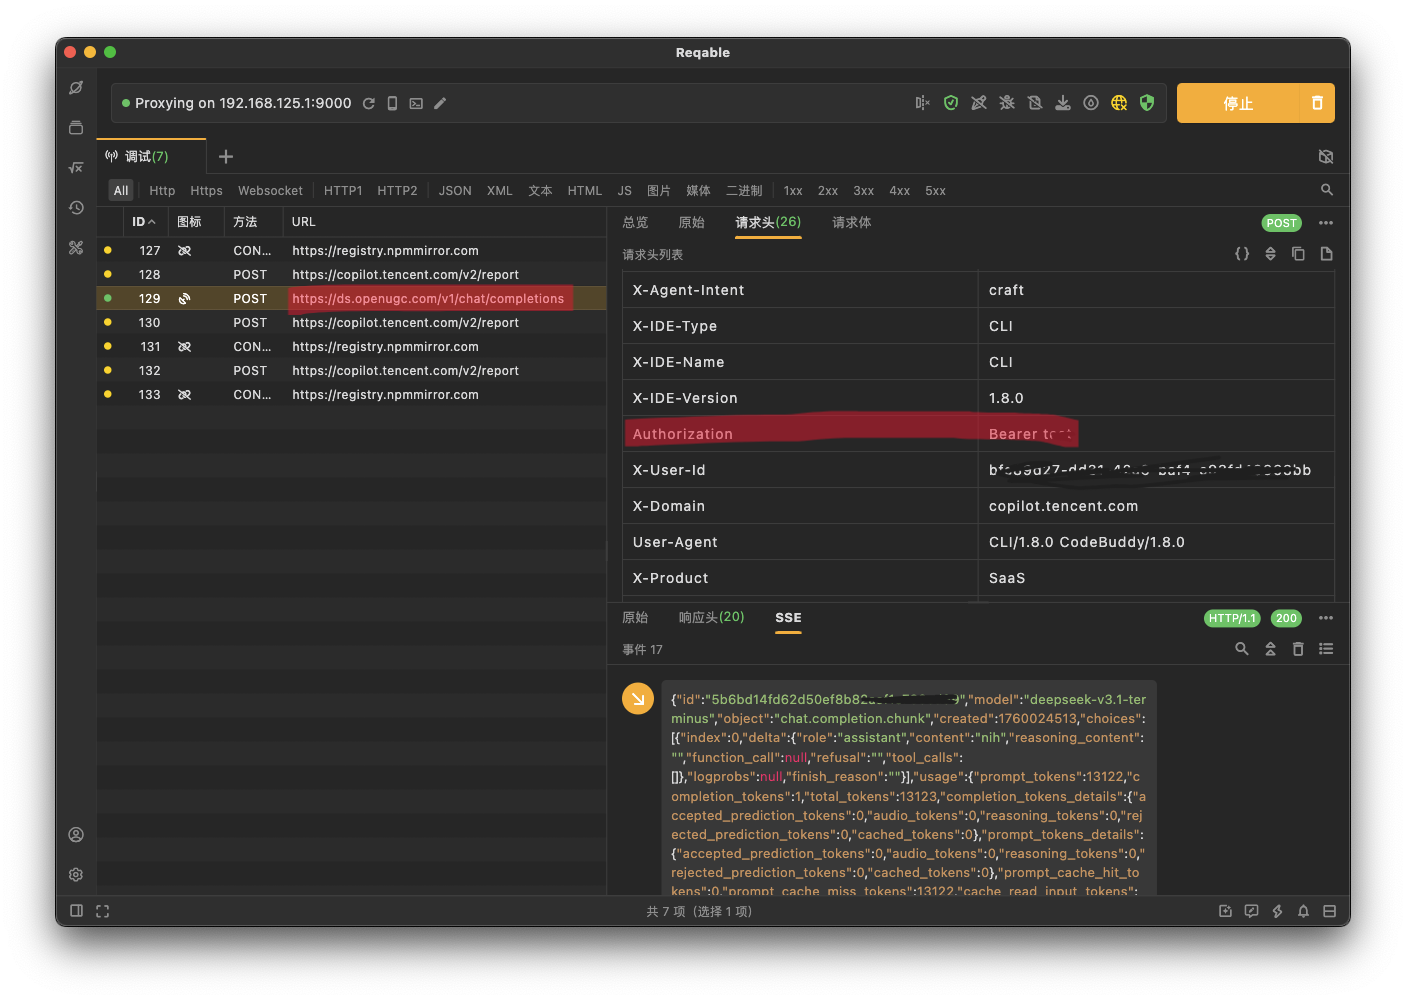 Reqable
Proxying on 192.168.125.1:9000
停止
调试(7)
All Http Https Websocket HTTP1 HTTP2 JSON XML 文本 HTML JS 图片 媒体 二进制 1xx 2xx 3xx 4xx 5xx
ID 图标 方法 URL
127 CON... https://registry.npmmirror.com
128 POST https://copilot.tencent.com/v2/report
129 POST https://ds.openugc.com/v1/chat/completions
130 POST https://copilot.tencent.com/v2/report
131 CON... https://registry.npmmirror.com
132 POST https://copilot.tencent.com/v2/report
133 CON... https://registry.npmmirror.com
总览 原始 请求头(26) 请求体 POST
请求头列表
X-Agent-Intent craft
X-IDE-Type CLI
X-IDE-Name CLI
X-IDE-Version 1.8.0
Authorization Bearer
X-User-Id
X-Domain copilot.tencent.com
User-Agent CLI/1.8.0 CodeBuddy/1.8.0
X-Product SaaS
原始 响应头(20) SSE HTTP/1.1 200
事件 17
{"id":"5b6bd14fd62d50ef8b82 ","model":"deepseek-v3.1-ter
minus","object":"chat.completion.chunk","created":1760024513,"choices":
[{"index":0,"delta":{"role":"assistant","content":"nih","reasoning_content":
"","function_call":null,"refusal":"","tool_calls":
[]},"logprobs":null,"finish_reason":""}],"usage":{"prompt_tokens":13122,"c
ompletion_tokens":1,"total_tokens":13123,"completion_tokens_details":{"a
ccepted_prediction_tokens":0,"audio_tokens":0,"reasoning_tokens":0,"rej
ected_prediction_tokens":0,"cached_tokens":0},"prompt_tokens_details":
{"accepted_prediction_tokens":0,"audio_tokens":0,"reasoning_tokens":0,"
rejected_prediction_tokens":0,"cached_tokens":0},"prompt_cache_hit_to
kens":0,"prompt_cache_miss_tokens":13122,"cache_read_input_tokens":
共 7 项（选择 1 项）